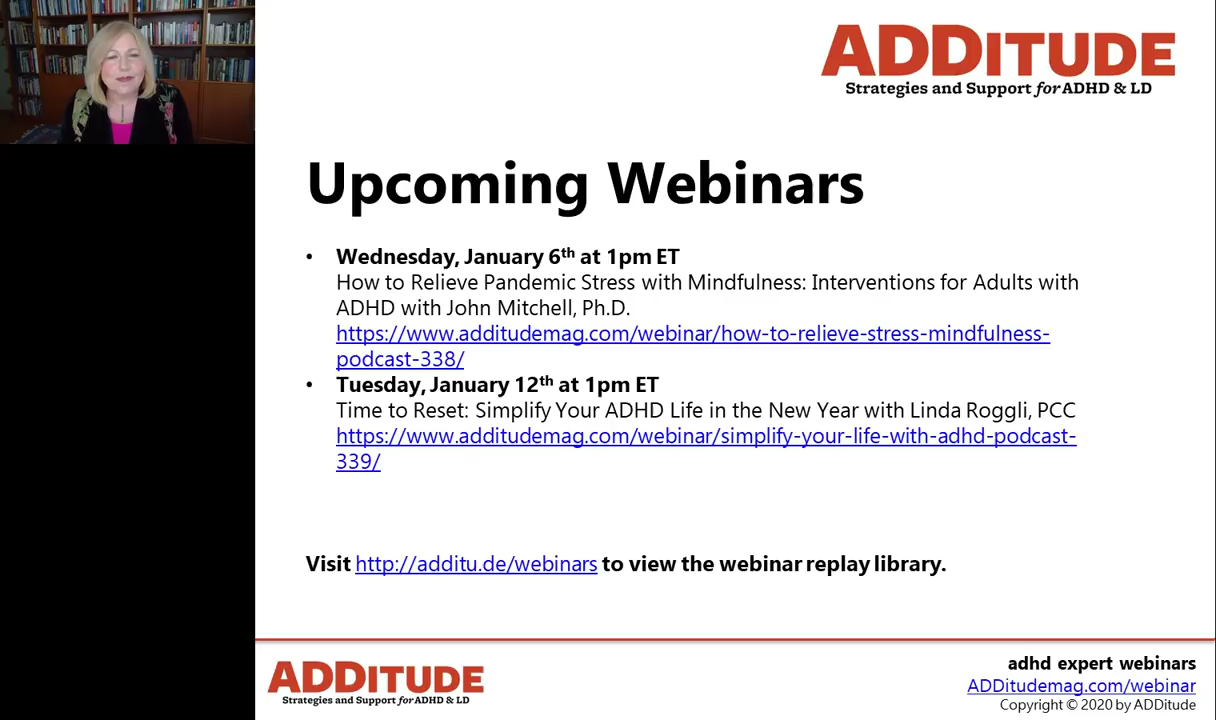 ADDITUDE
Strategies and Support for ADHD & LD
Upcoming Webinars
• Wednesday, January 6th at 1pm ET
How to Relieve Pandemic Stress with Mindfulness: Interventions for Adults with
ADHD with John Mitchell, Ph.D.
https://www.additudemag.com/webinar/how-to-relieve-stress-mindfulness-
podcast-338/
• Tuesday, January 12th at 1pm ET
Time to Reset: Simplify Your ADHD Life in the New Year with Linda Roggli, PCC
https://www.additudemag.com/webinar/simplify-your-life-with-adhd-podcast-
339/
Visit http://additu.de/webinars to view the webinar replay library.
ADDITUDE
Strategies and Support for ADHD & LD
adhd expert webinars
ADDitudemag.com/webinar
Copyright © 2020 by ADDitude